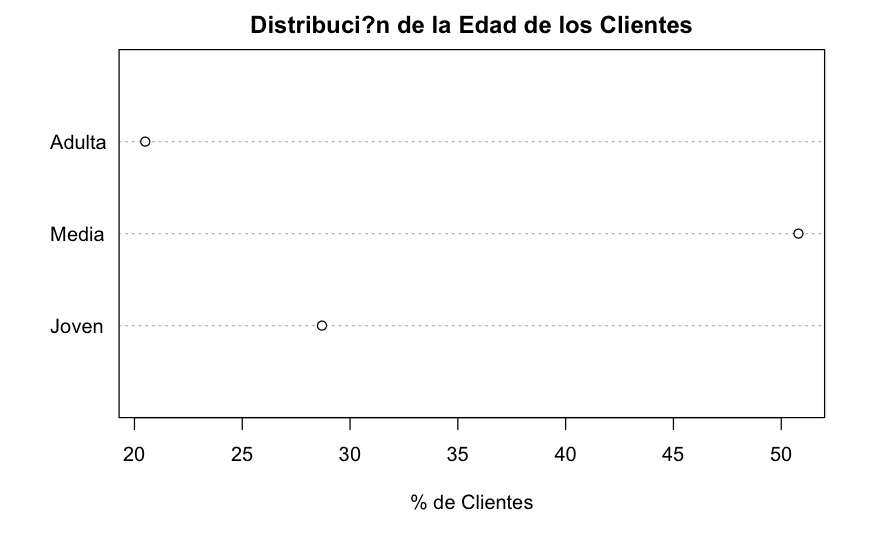 Distribuci?n de la Edad de los Clientes
Adulta
Media
Joven
20 25 30 35 40 45 50
% de Clientes